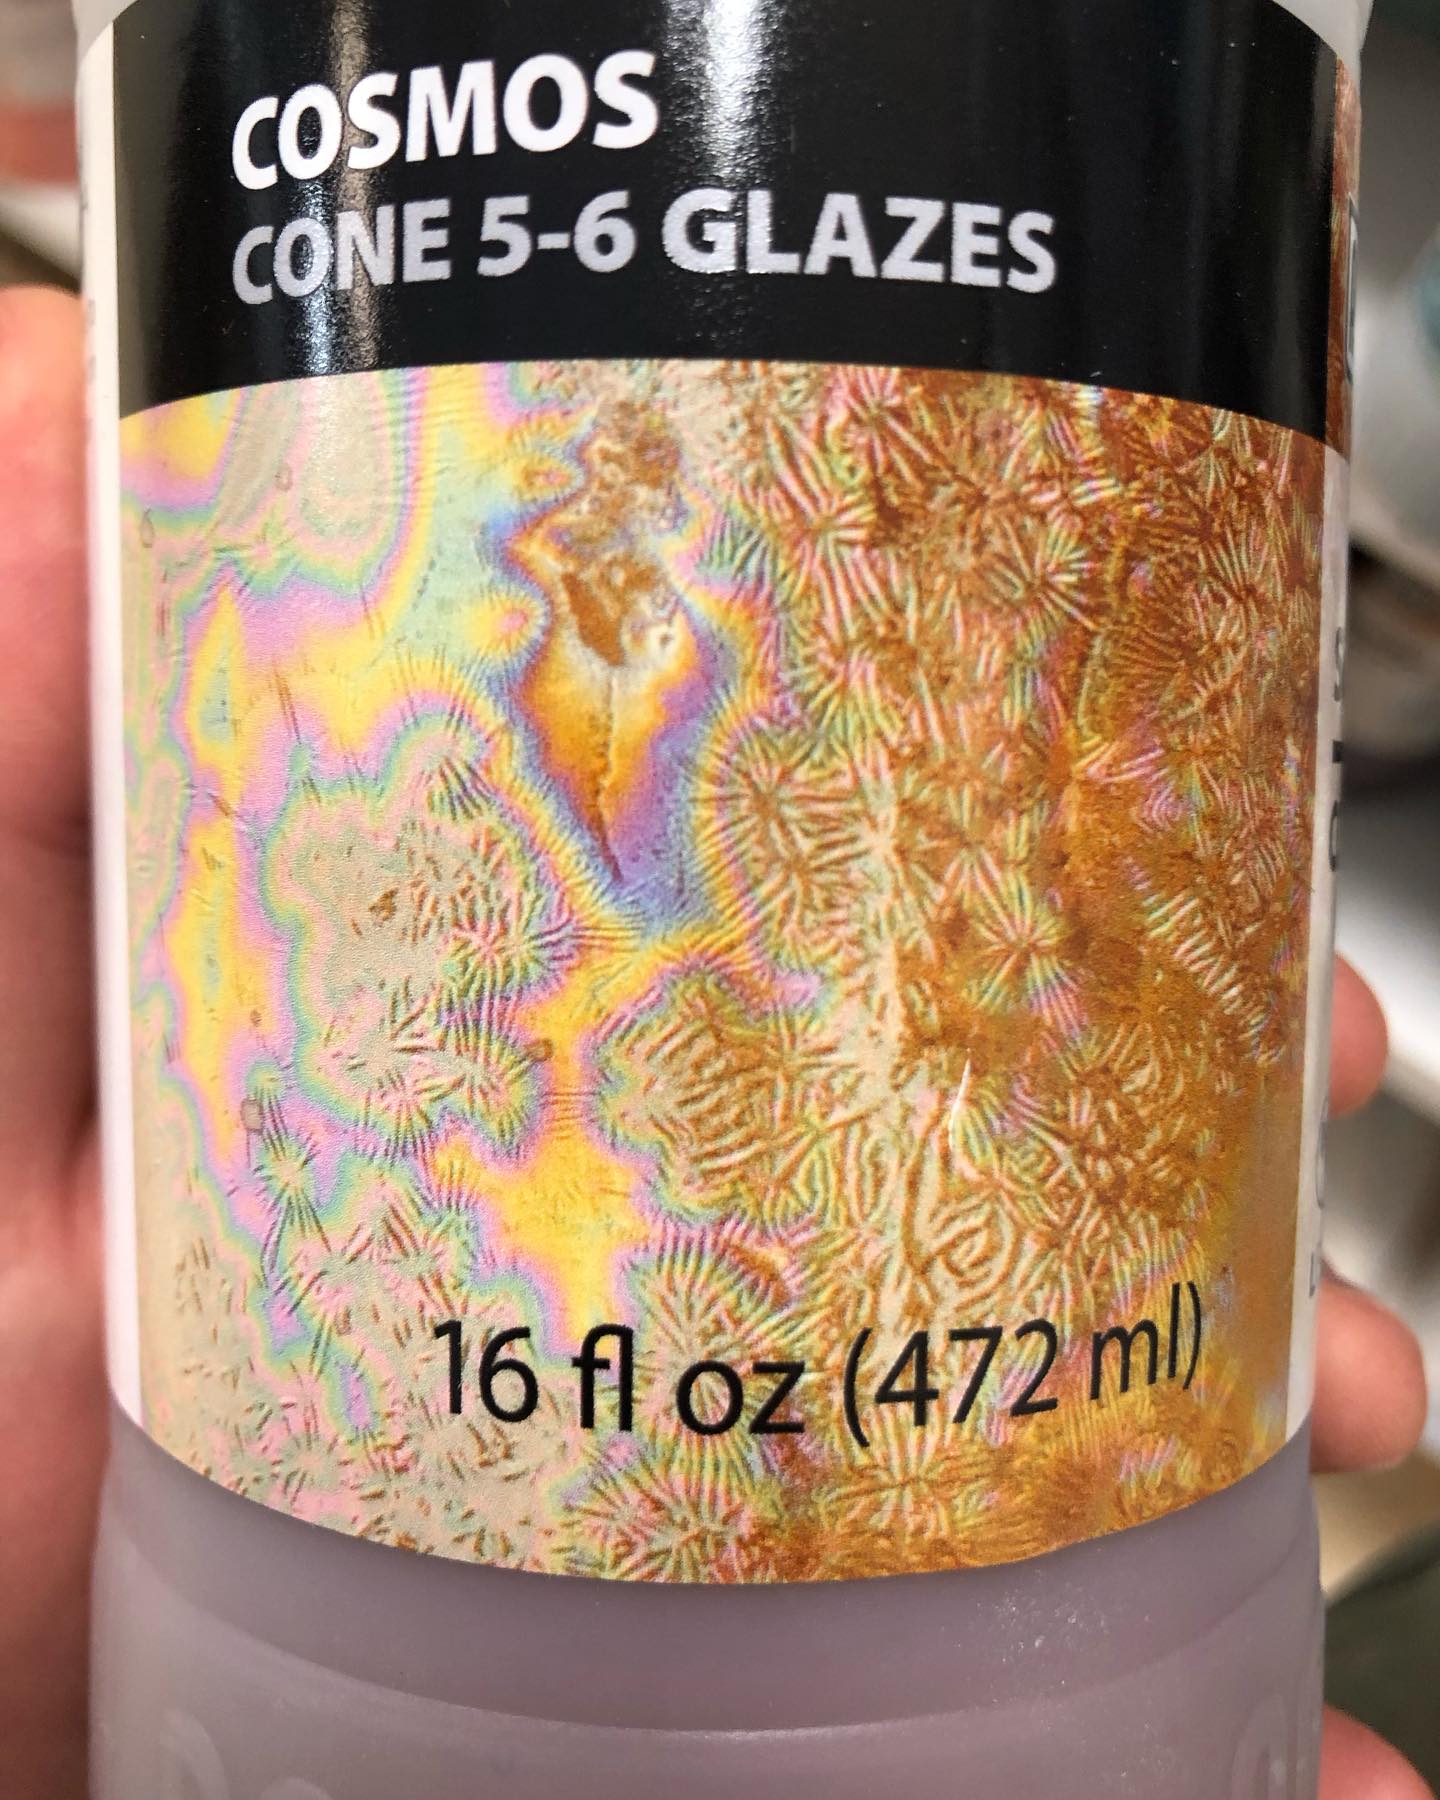 COSMOS
CONE 5-6 GLAZES
16 fl oz (472 ml)